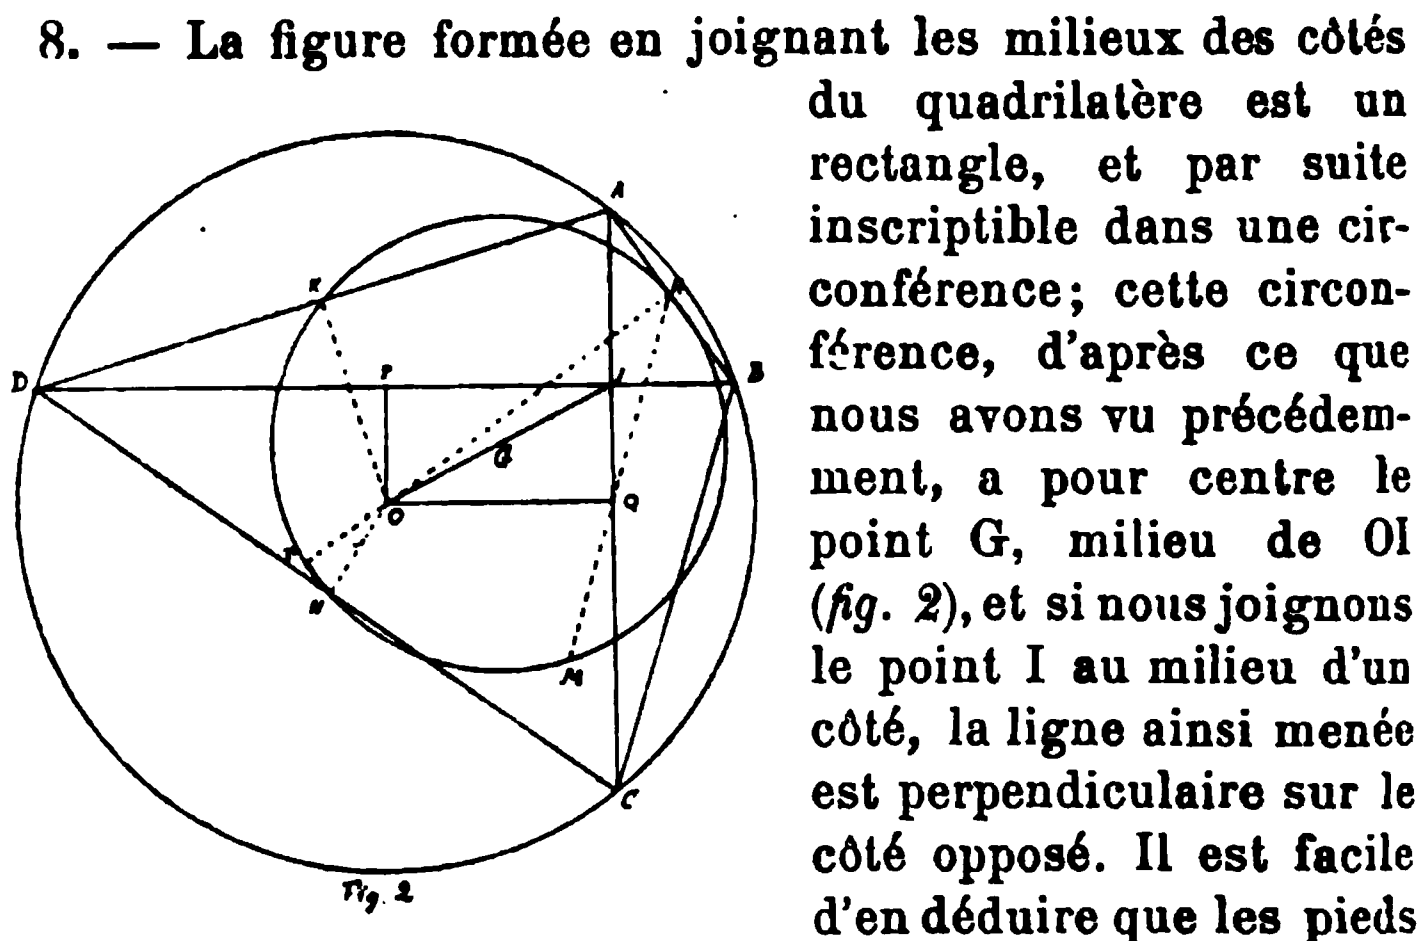 8. — La figure formée en joignant les milieux des côtés
du quadrilatère est un
rectangle, et par suite
inscriptible dans une cir-
conférence; cette circon-
férence, d'après ce que
nous avons vu précédem-
ment, a pour centre le
point G, milieu de OI
(fig. 2), et si nous joignons
le point I au milieu d'un
côté, la ligne ainsi menée
est perpendiculaire sur le
côté opposé. Il est facile
d'en déduire que les pieds
A
K
D
P
I
B
G
O
Q
N
M
C
Fig. 2